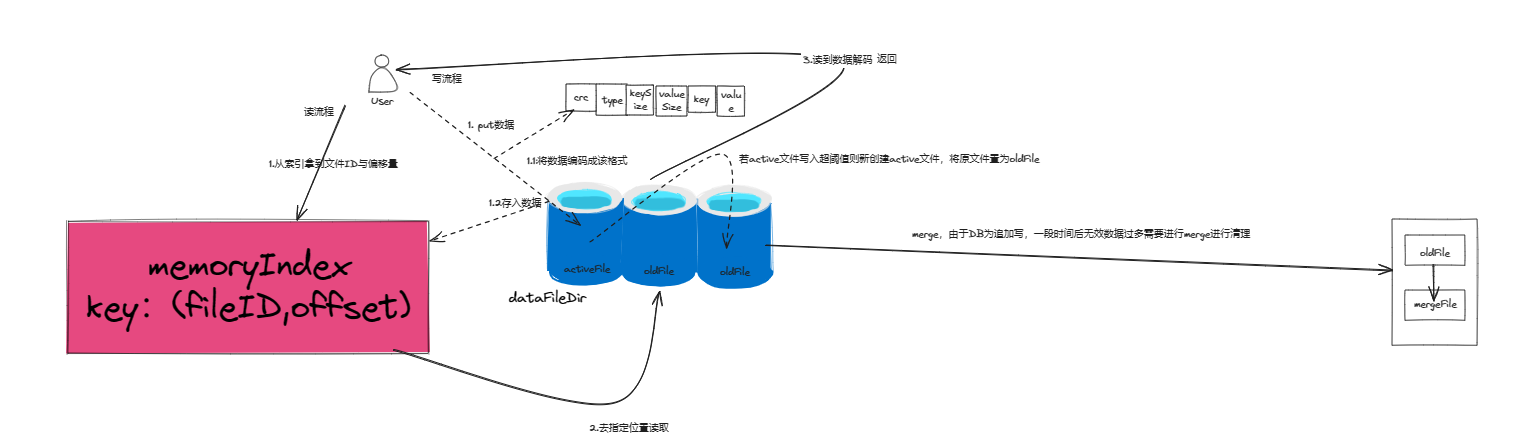 3.读到数据解码 返回
写流程
User
crc
type
keyS
ize
value
Size
key
valu
e
读流程
1. put数据
1.从索引拿到文件ID与偏移量
1.1:将数据编码成该格式
若active文件写入超阈值则新创建active文件，将原文件置为oldFile
1.2存入数据
memoryIndex
key：(fileID,offset)
activeFile
oldFile
oldFile
dataFileDir
merge，由于DB为追加写，一段时间后无效数据过多需要进行merge进行清理
oldFile
mergeFile
2.去指定位置读取